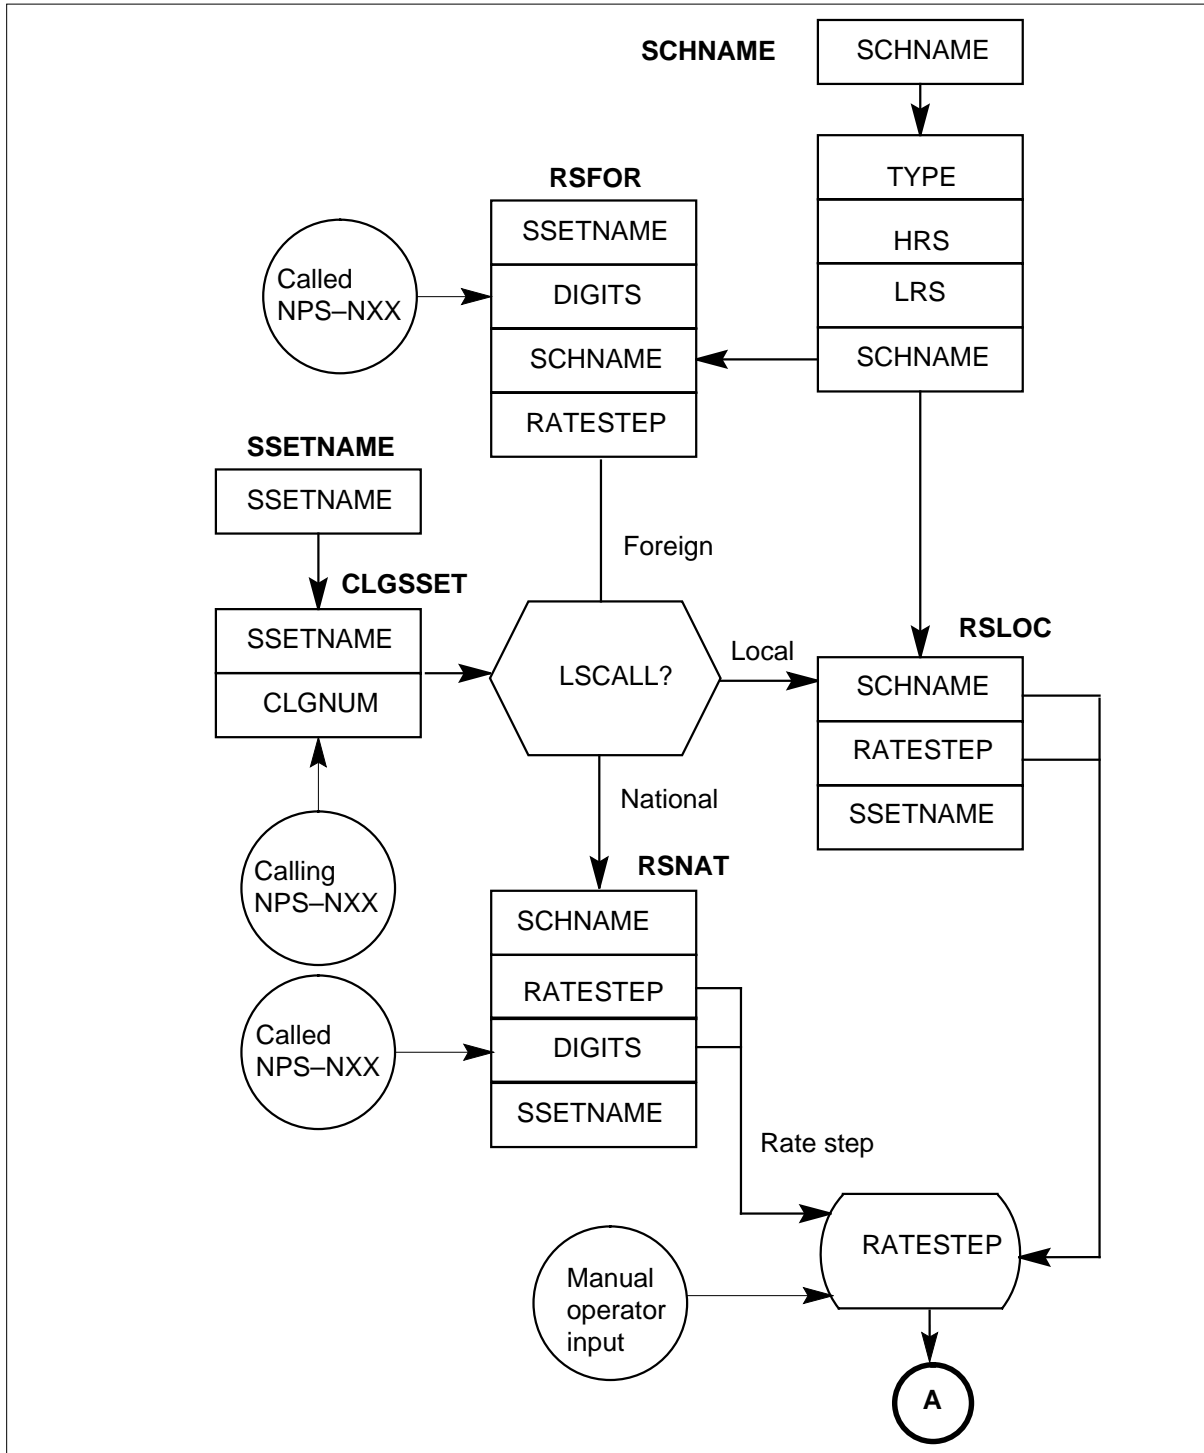 SCHNAME
SCHNAME
TYPE
HRS
LRS
SCHNAME
RSFOR
SSETNAME
DIGITS
SCHNAME
RATESTEP
Called
NPS–NXX
SSETNAME
SSETNAME
Foreign
CLGSSET
SSETNAME
CLGNUM
LSCALL?
Local
RSLOC
SCHNAME
RATESTEP
SSETNAME
National
Calling
NPS–NXX
RSNAT
SCHNAME
RATESTEP
DIGITS
SSETNAME
Called
NPS–NXX
Rate step
RATESTEP
Manual
operator
input
A